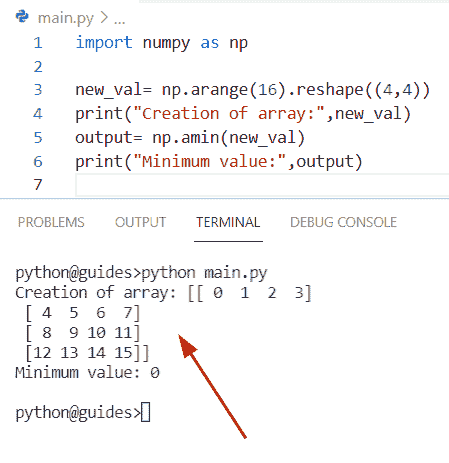 main.py > ...
1 import numpy as np
2
3 new_val= np.arange(16).reshape((4,4))
4 print("Creation of array:",new_val)
5 output= np.amin(new_val)
6 print("Minimum value:",output)
7
PROBLEMS OUTPUT TERMINAL DEBUG CONSOLE
python@guides>python main.py
Creation of array: [[ 0  1  2  3]
 [ 4  5  6  7]
 [ 8  9 10 11]
 [12 13 14 15]]
Minimum value: 0
python@guides>